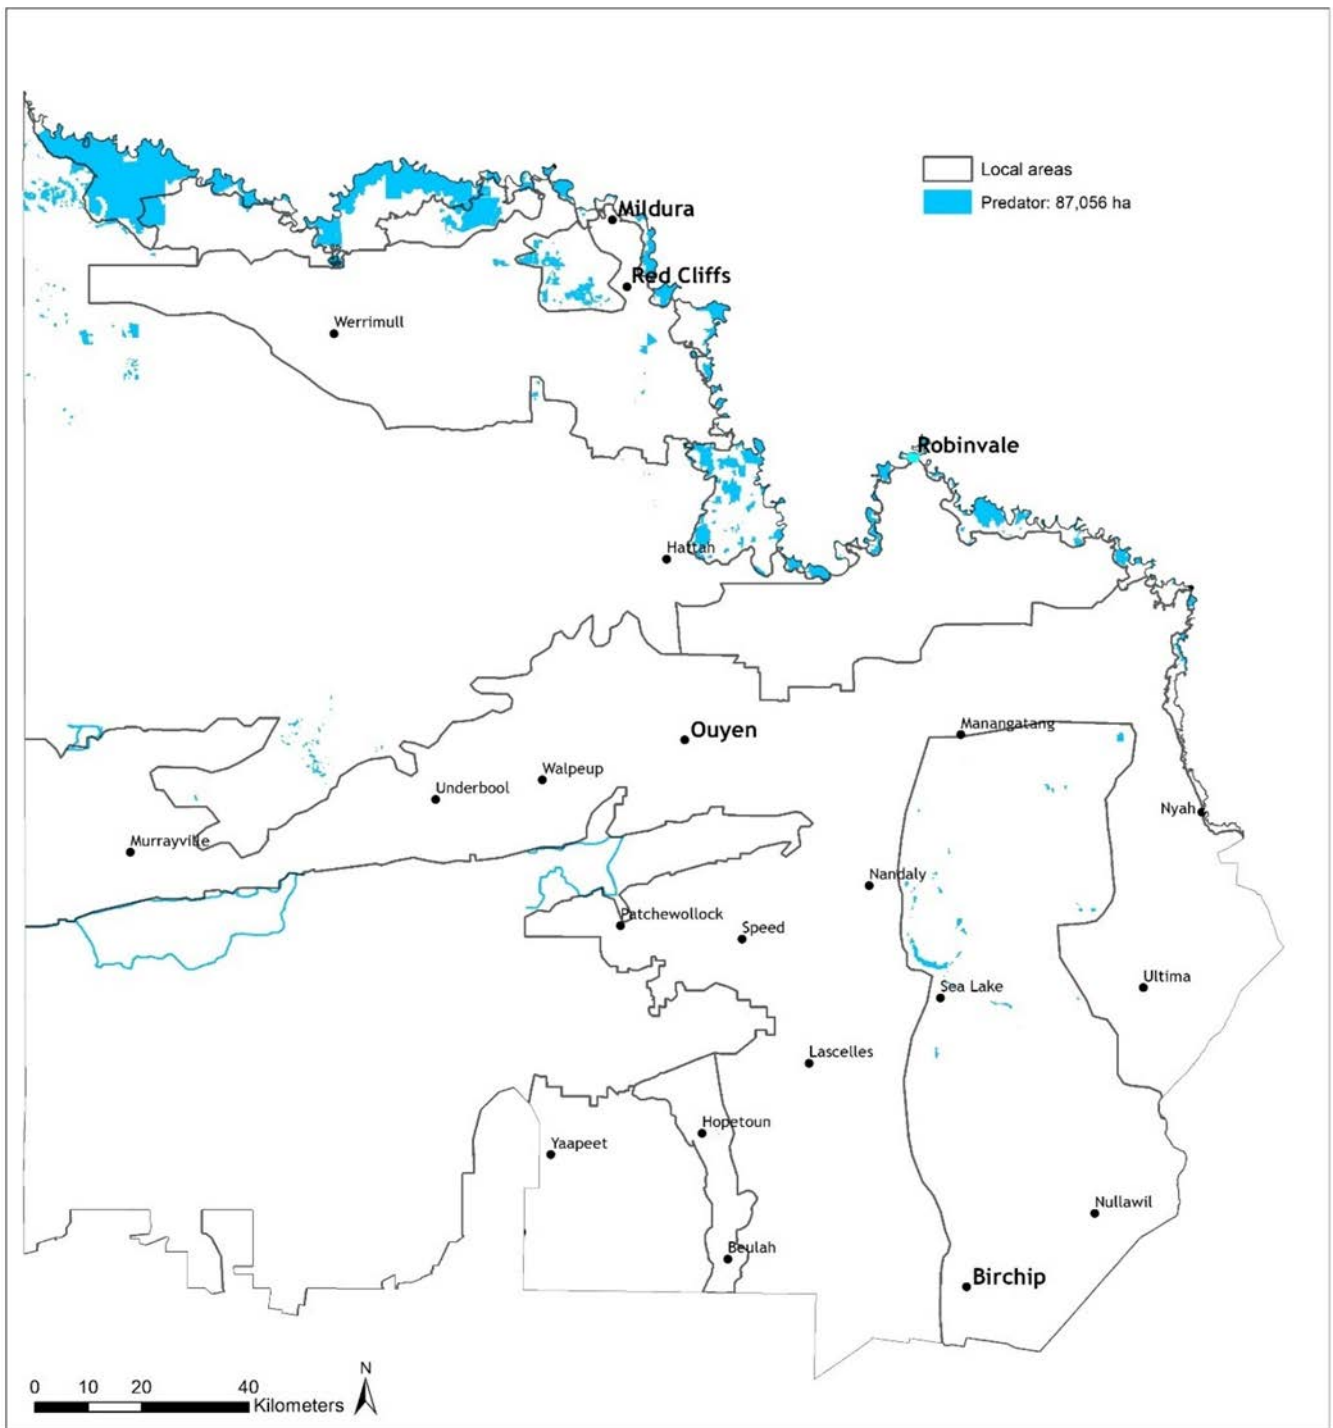 Local areas
Predator: 87,056 ha
Mildura
Red Cliffs
Werrimull
Robinvale
Hattah
Ouyen
Manangatang
Walpeup
Underbool
Nyah
Murrayville
Nandaly
Patchewollock
Speed
Ultima
Sea Lake
Lascelles
Hopetoun
Yaapeet
Nullawil
Beulah
Birchip
N
0 10 20 40
Kilometers